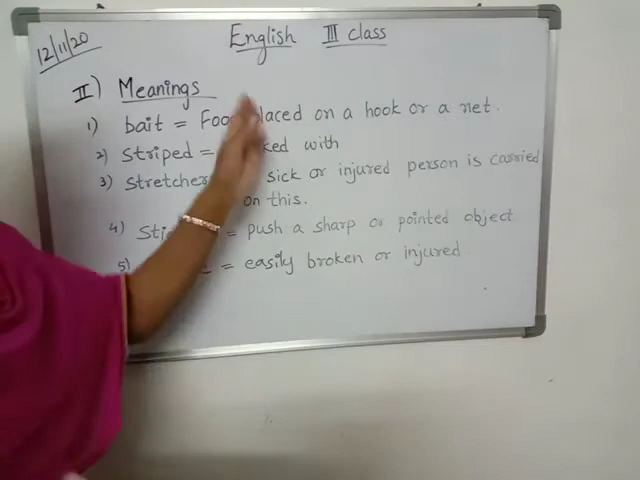 12/11/20
English III class
II) Meanings
1) bait = Food placed on a hook or a net.
2) Striped = with
3) Stretcher sick or injured person is carried
on this.
4) = push a sharp or pointed object
5) = easily broken or injured